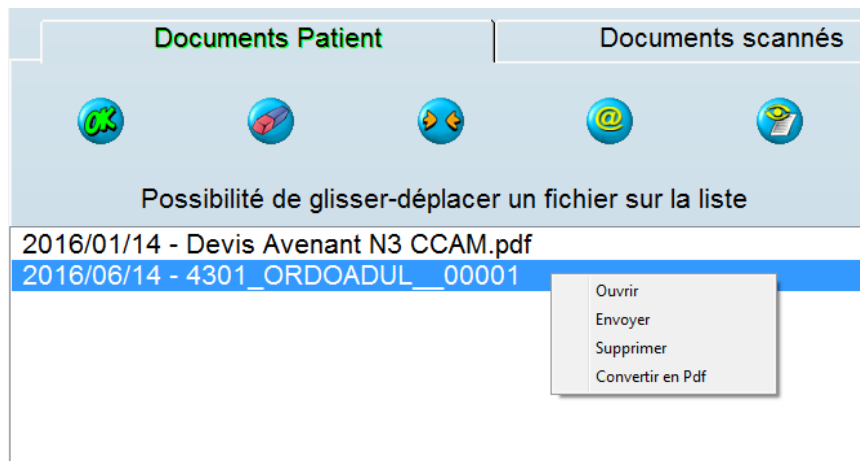 Documents Patient
Documents scannés
OK
@
Possibilité de glisser-déplacer un fichier sur la liste
2016/01/14 - Devis Avenant N3 CCAM.pdf
2016/06/14 - 4301_ORDOADUL__00001
Ouvrir
Envoyer
Supprimer
Convertir en Pdf